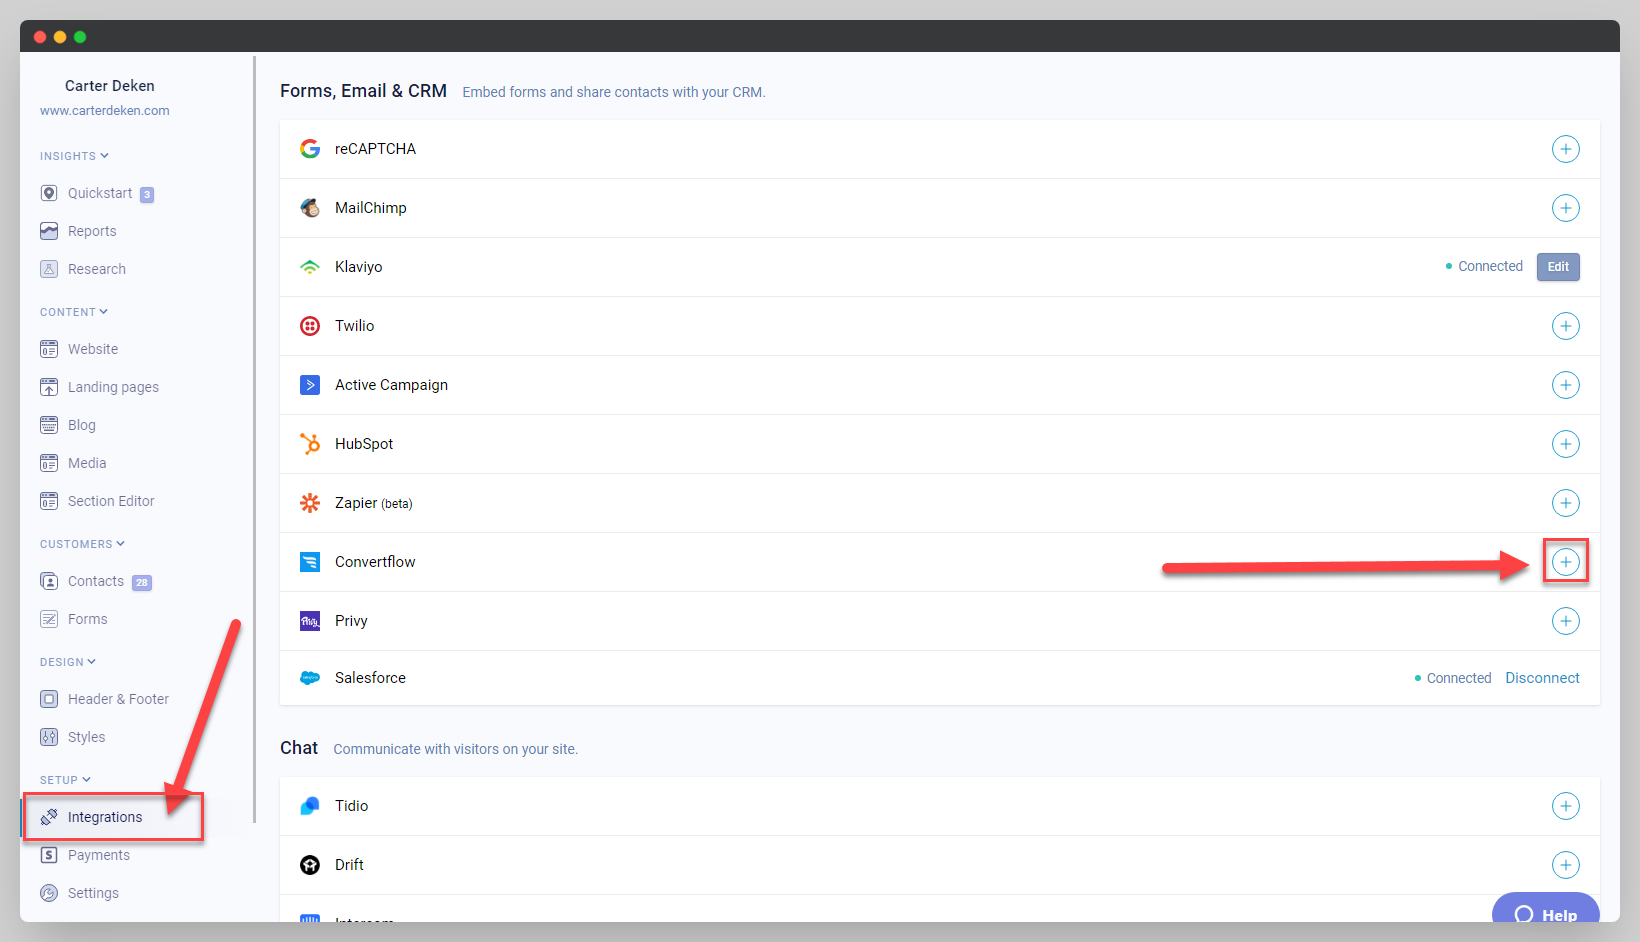 Carter Deken
www.carterdeken.com
INSIGHTS
Quickstart 3
Reports
Research
CONTENT
Website
Landing pages
Blog
Media
Section Editor
CUSTOMERS
Contacts 28
Forms
DESIGN
Header & Footer
Styles
SETUP
Integrations
Payments
Settings
Forms, Email & CRM Embed forms and share contacts with your CRM.
reCAPTCHA
MailChimp
Klaviyo Connected Edit
Twilio
Active Campaign
HubSpot
Zapier (beta)
Convertflow
Privy Privy
Salesforce Connected Disconnect
Chat Communicate with visitors on your site.
Tidio
Drift
Intercom
Help